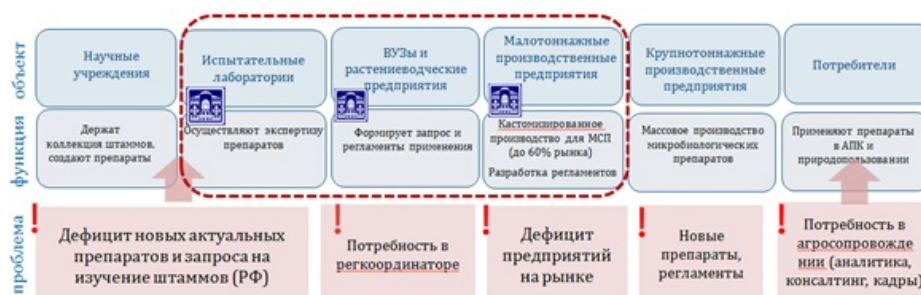 объект
Научные
учреждения
Испытательные
лаборатории
ВУЗы и
растениеводческие
предприятия
Малотоннажные
производственные
предприятия
Крупнотоннажные
производственные
предприятия
Потребители
функция
Держат
коллекция штаммов,
создают препараты
Осуществляют экспертизу
препаратов
Формирует запрос и
регламенты применения
Кастомизированное
производство для МСП
(до 60% рынка)
Разработка регламентов
Массовое производство
микробиологических
препаратов
Применяют препараты
в АПК и
природопользовании
проблема
!
Дефицит новых актуальных
препаратов и запроса на
изучение штаммов (РФ)
!
Потребность в
регкоординаторе
!
Дефицит
предприятий
на рынке
!
Новые
препараты,
регламенты
!
Потребность в
агросопровожде
нии (аналитика,
консалтинг, кадры)